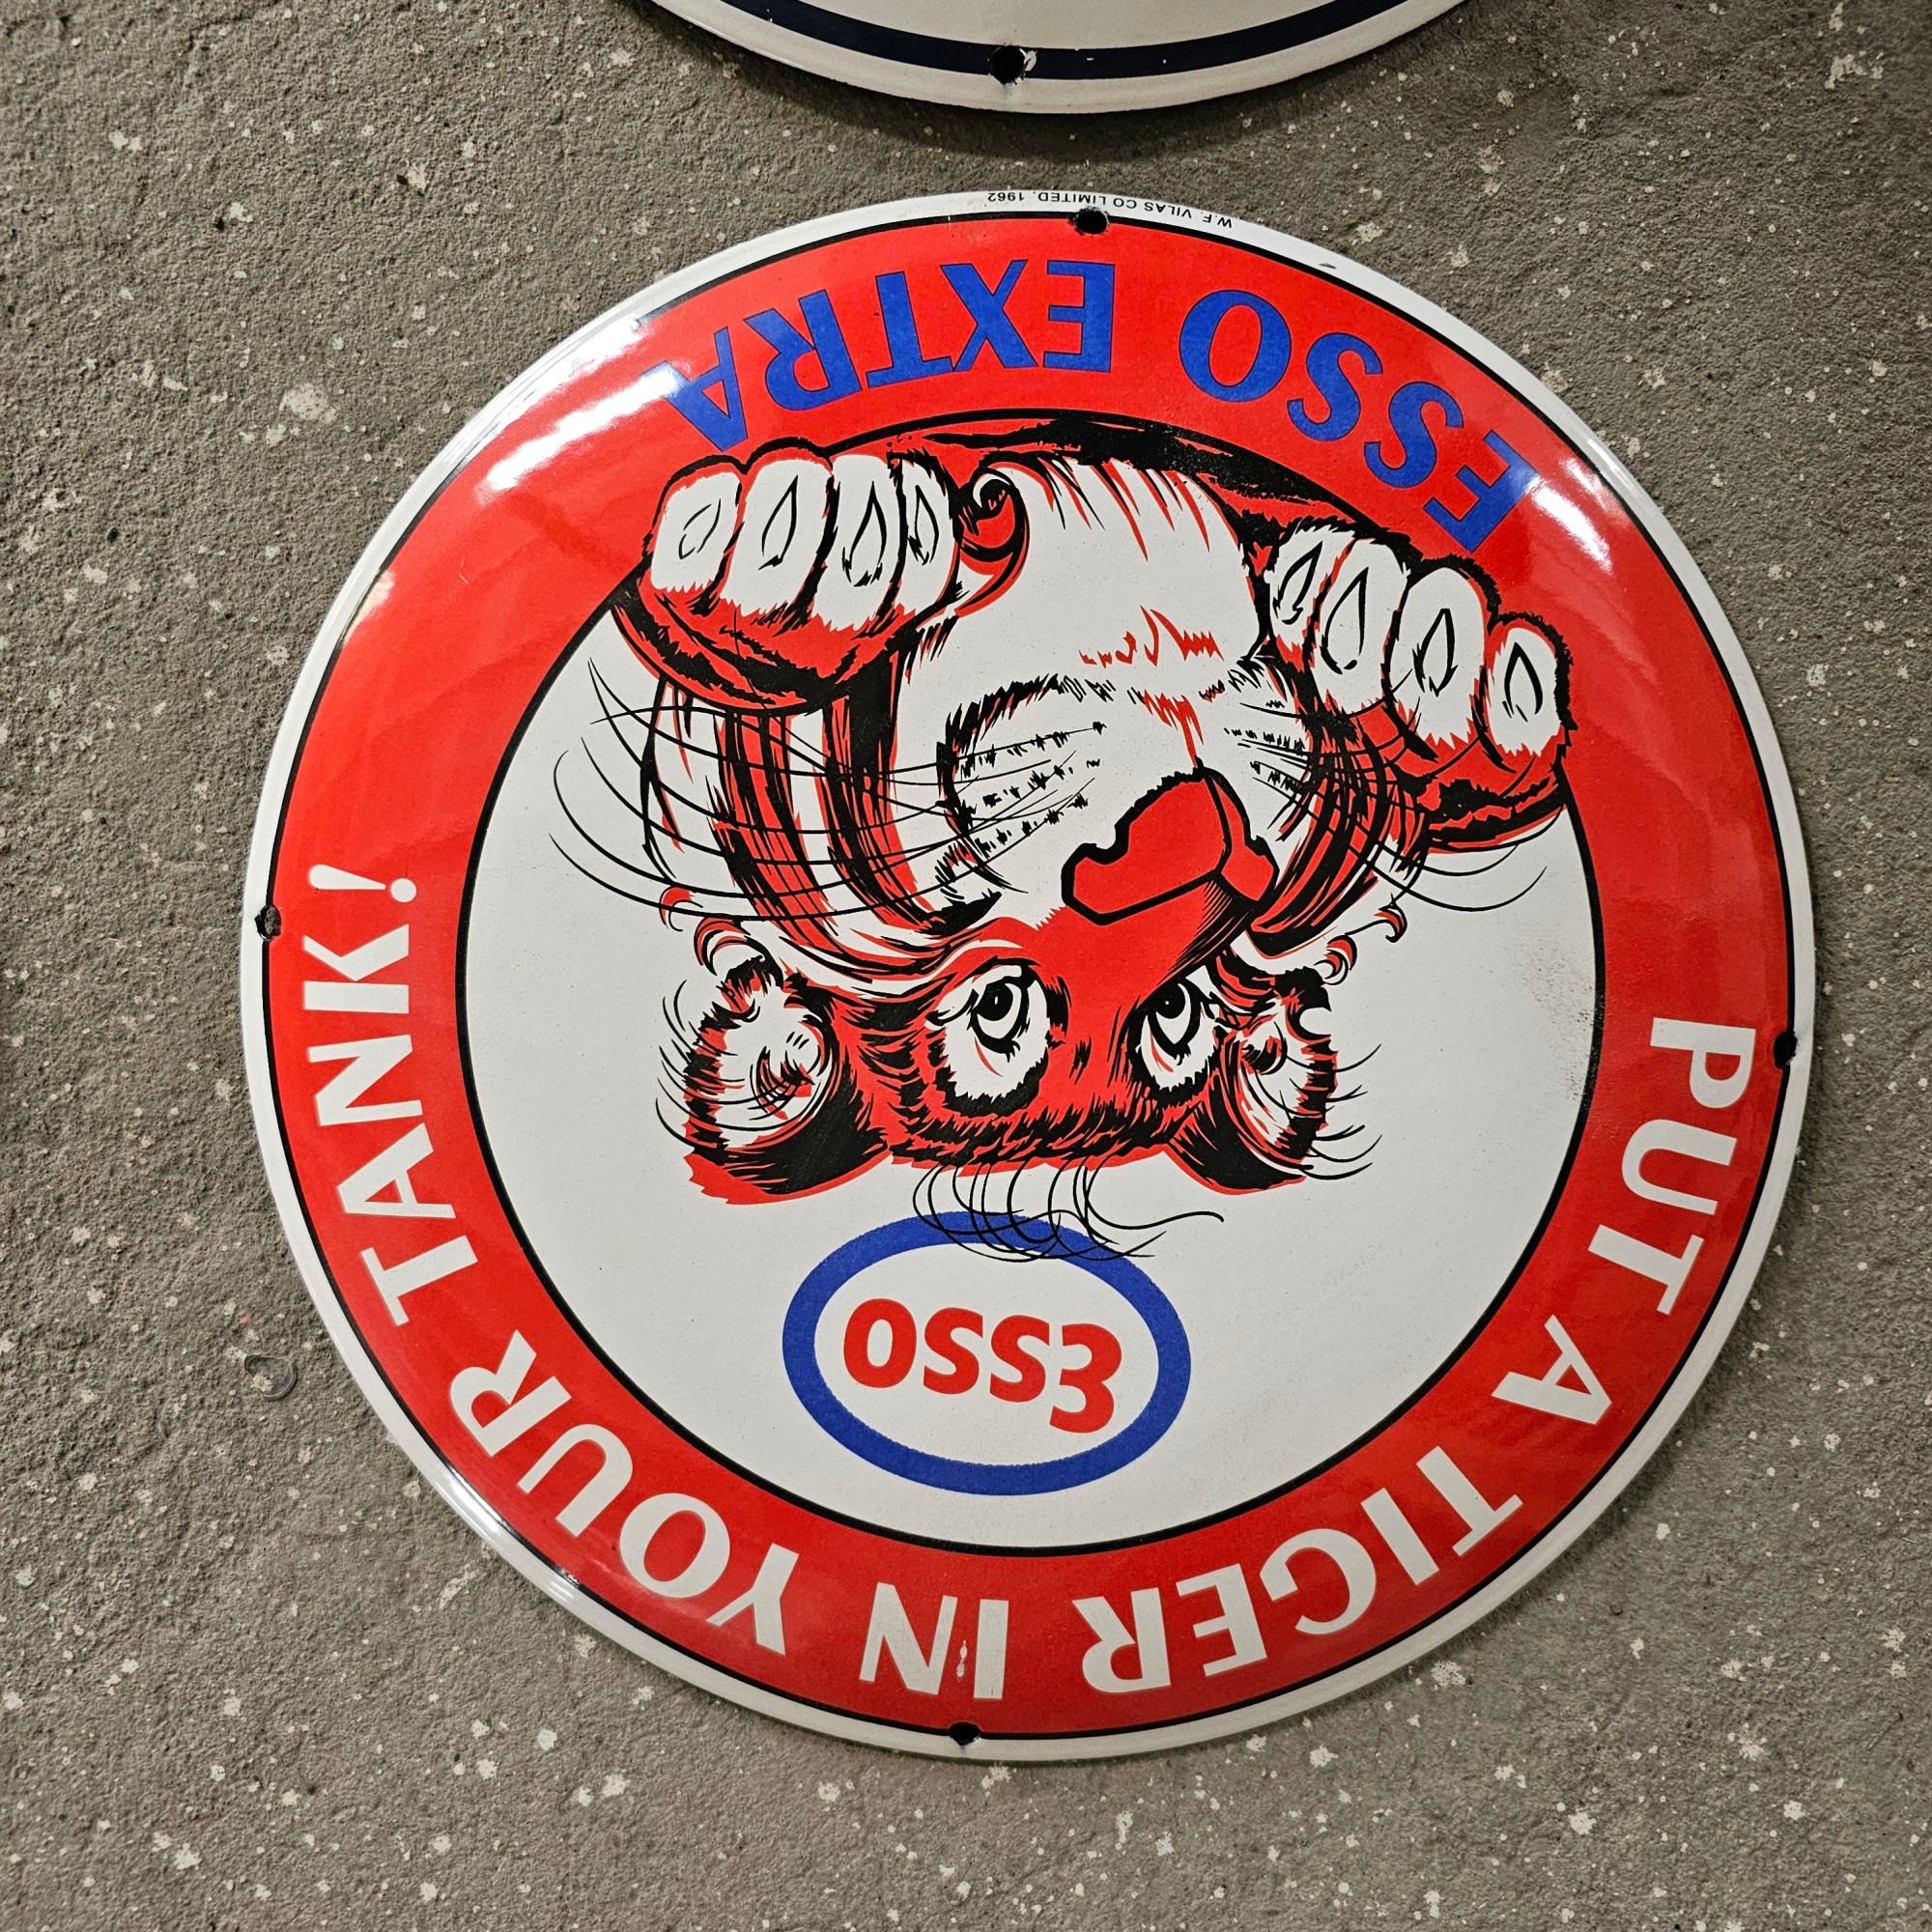 PUT A TIGER IN YOUR TANK!
Esso
ESSO EXTRA
W.F. VILAS CO LIMITED. 1962